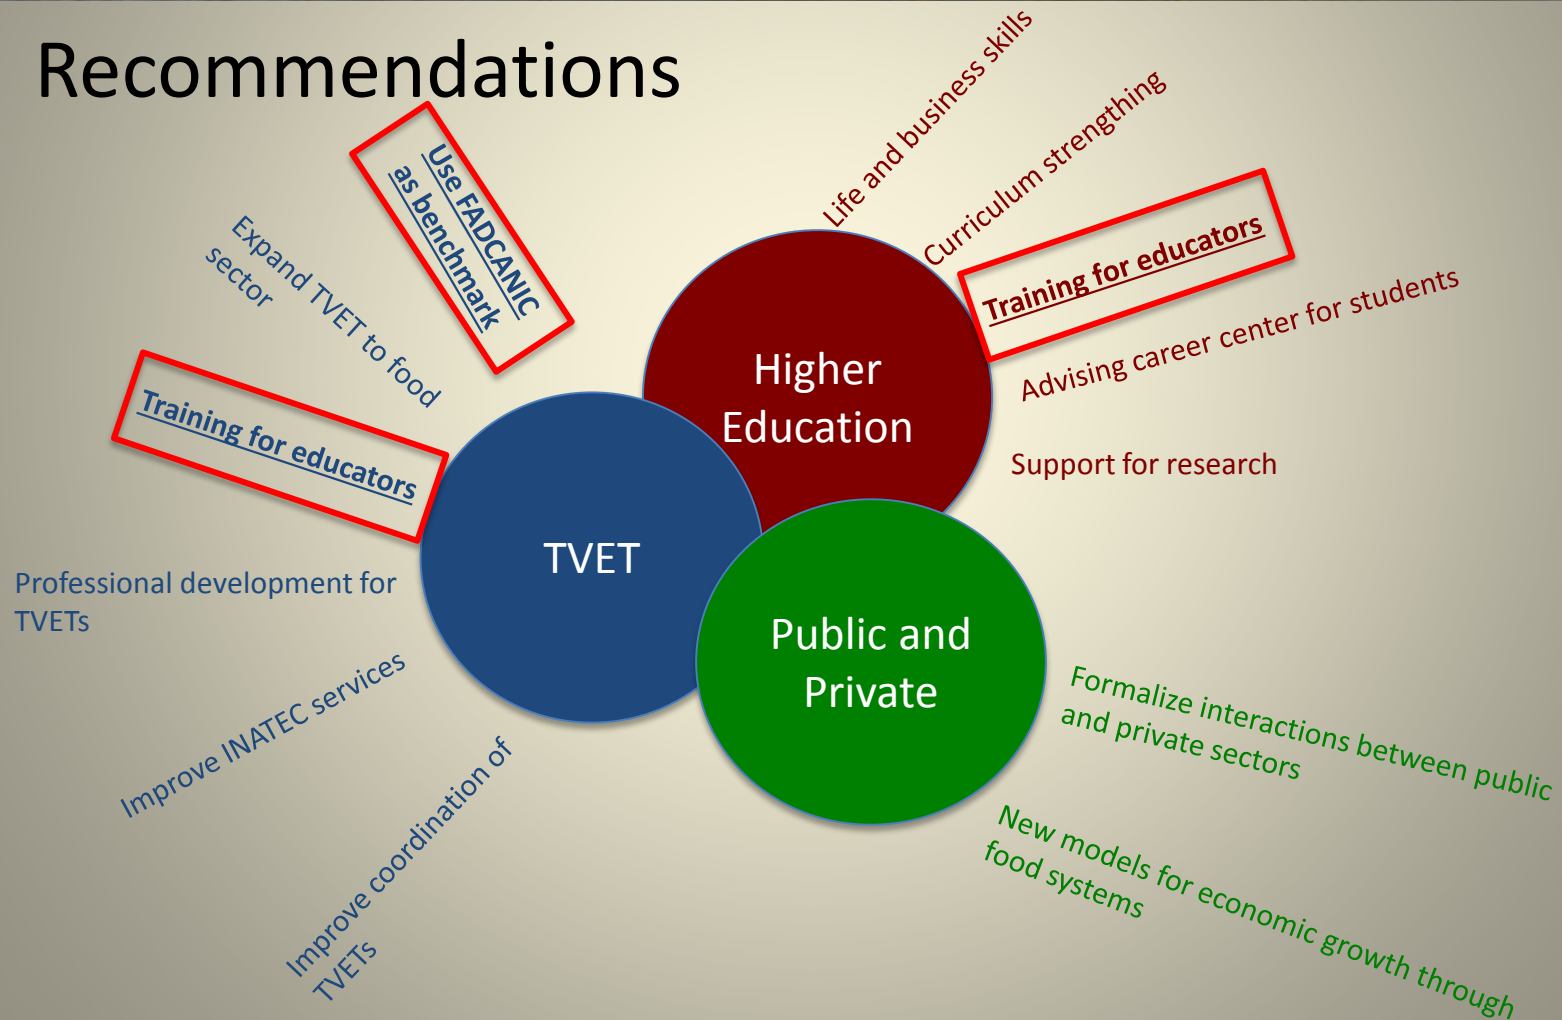 Recommendations
Use FADCANIC
as benchmark
Expand TVET to food
sector
Training for educators
Professional development for
TVETs
Improve INATEC services
Improve coordination of
TVETs
TVET
Higher
Education
Life and business skills
Curriculum strengthing
Training for educators
Advising career center for students
Support for research
Public and
Private
Formalize interactions between public
and private sectors
New models for economic growth through
food systems